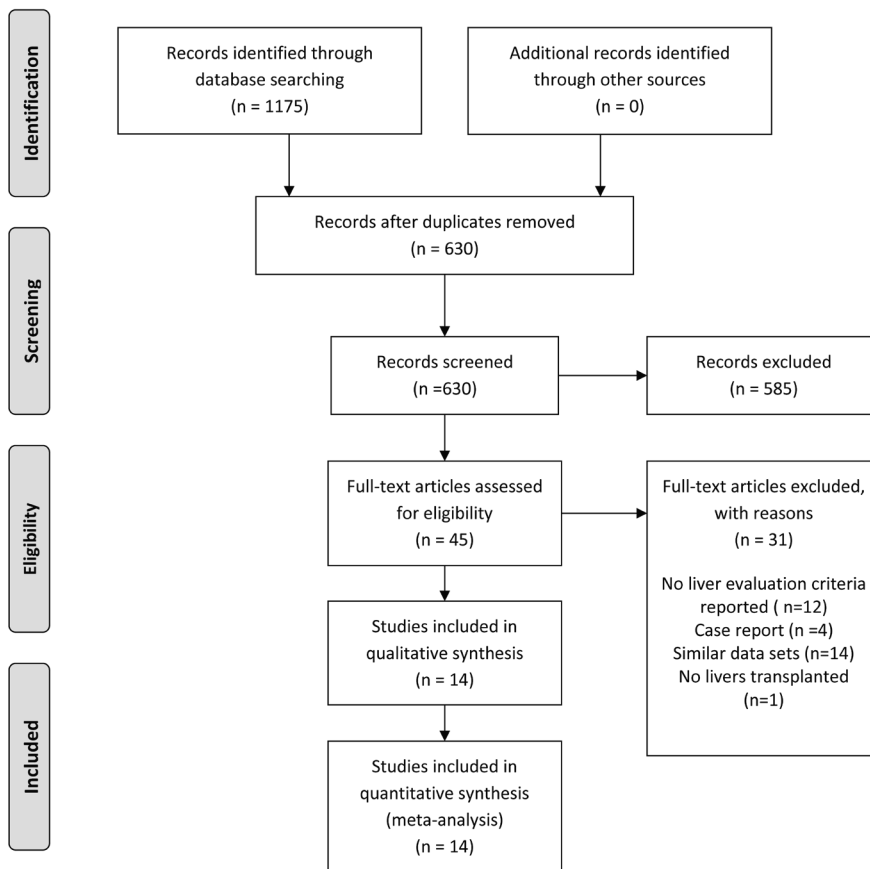 Identification
Records identified through
database searching
(n = 1175)
Additional records identified
through other sources
(n = 0)
Records after duplicates removed
(n = 630)
Screening
Records screened
(n =630)
Records excluded
(n = 585)
Eligibility
Full-text articles assessed
for eligibility
(n = 45)
Full-text articles excluded,
with reasons
(n = 31)
No liver evaluation criteria
reported ( n=12)
Case report (n =4)
Similar data sets (n=14)
No livers transplanted
(n=1)
Studies included in
qualitative synthesis
(n = 14)
Included
Studies included in
quantitative synthesis
(meta-analysis)
(n = 14)